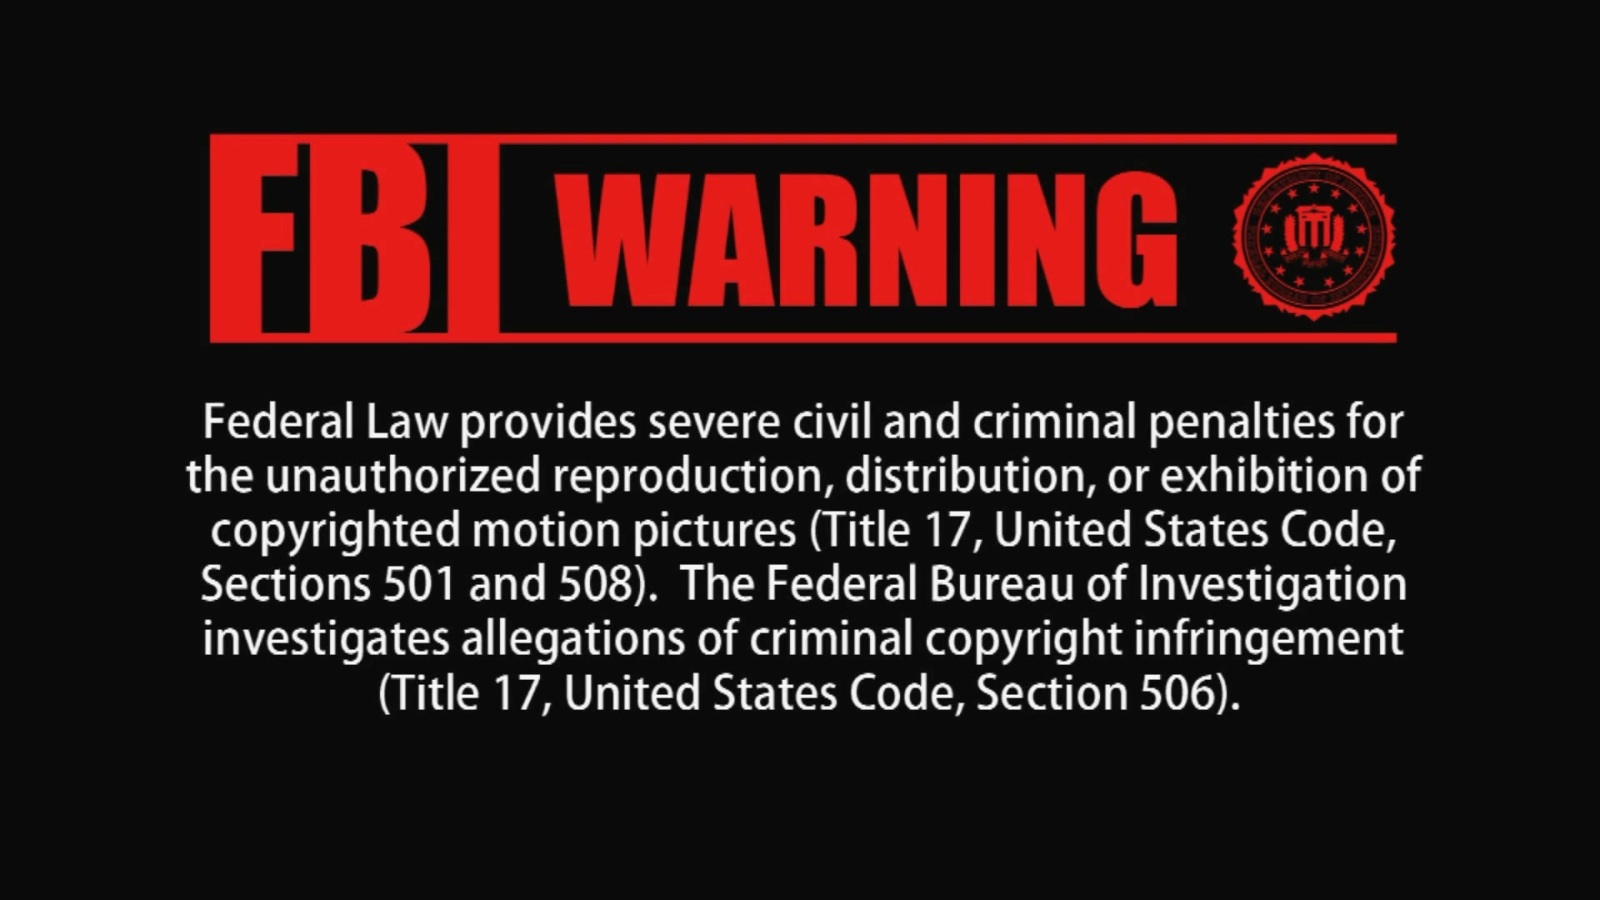 FBI WARNING
Federal Law provides severe civil and criminal penalties for
the unauthorized reproduction, distribution, or exhibition of
copyrighted motion pictures (Title 17, United States Code,
Sections 501 and 508).  The Federal Bureau of Investigation
investigates allegations of criminal copyright infringement
(Title 17, United States Code, Section 506).